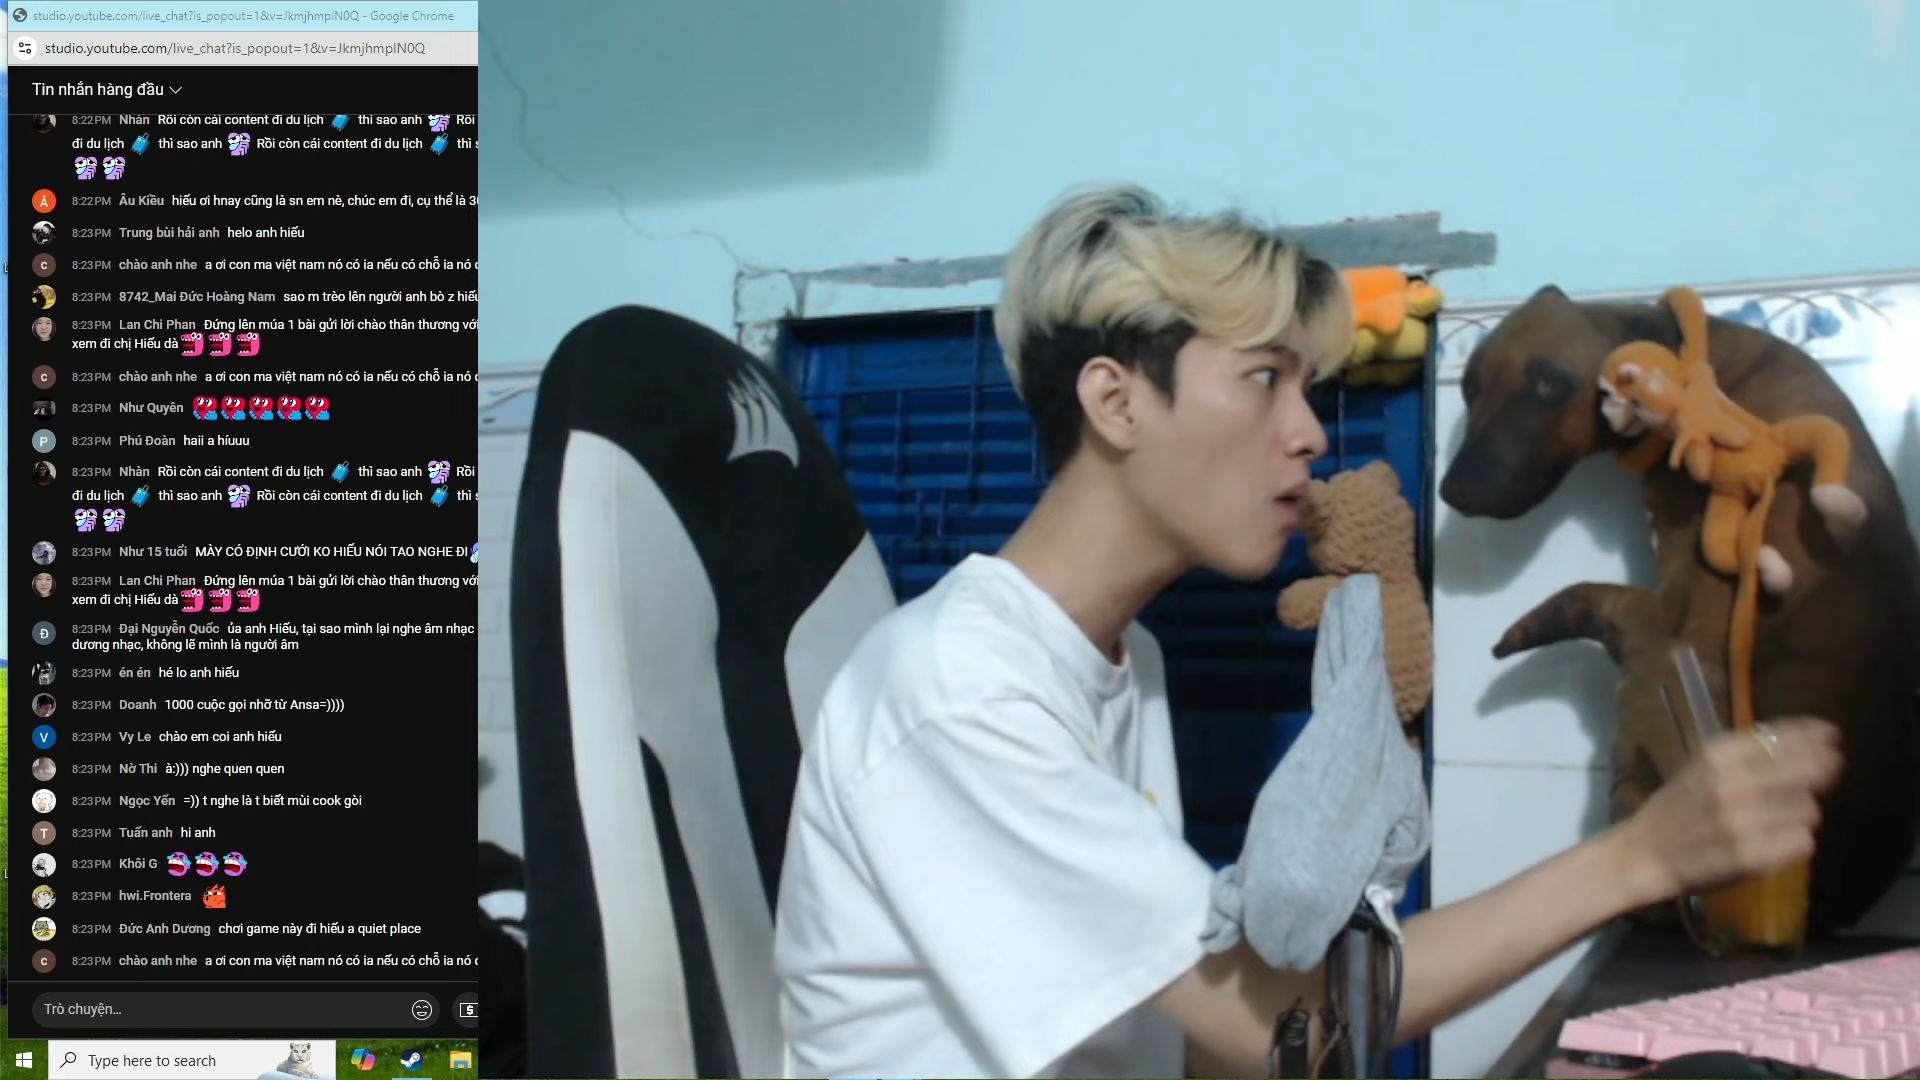 studio.youtube.com/live_chat?is_popout=1&v=JkmjhmplN0Q - Google Chrome
studio.youtube.com/live_chat?is_popout=1&v=JkmjhmplN0Q
Tin nhắn hàng đầu
8:22 PM Nhàn Rồi còn cái content đi du lịch thì sao anh Rồi
đi du lịch thì sao anh Rồi còn cái content đi du lịch thì
8:22 PM Âu Kiều hiếu ơi hnay cũng là sn em nè, chúc em đi, cụ thể là
8:23 PM Trung bùi hải anh helo anh hiếu
8:23 PM chào anh nhe a ơi con ma việt nam nó có ia nếu có chỗ ia nó
8:23 PM 8742_Mai Đức Hoàng Nam sao m trèo lên người anh bò z hiếu
8:23 PM Lan Chi Phan Đứng lên múa 1 bài gửi lời chào thân thương với
xem đi chị Hiếu dà
8:23 PM chào anh nhe a ơi con ma việt nam nó có ia nếu có chỗ ia nó
8:23 PM Như Quyên
8:23 PM Phú Đoàn haii a híuuu
8:23 PM Nhàn Rồi còn cái content đi du lịch thì sao anh Rồi
đi du lịch thì sao anh Rồi còn cái content đi du lịch thì
8:23 PM Như 15 tuổi MÀY CÓ ĐỊNH CƯỚI KO HIẾU NÓI TAO NGHE ĐI
8:23 PM Lan Chi Phan Đứng lên múa 1 bài gửi lời chào thân thương với
xem đi chị Hiếu dà
8:23 PM Đại Nguyễn Quốc ủa anh Hiếu, tại sao mình lại nghe âm nhạc
dương nhạc, không lẽ mình là người âm
8:23 PM én én hé lo anh hiếu
8:23 PM Doanh 1000 cuộc gọi nhỡ từ Ansa=))))
8:23 PM Vy Le chào em coi anh hiếu
8:23 PM Nờ Thi à:))) nghe quen quen
8:23 PM Ngọc Yến =)) t nghe là t biết mùi cook gòi
8:23 PM Tuấn anh hi anh
8:23 PM Khôi G
8:23 PM hwi.Frontera
8:23 PM Đức Anh Dương chơi game này đi hiếu a quiet place
8:23 PM chào anh nhe a ơi con ma việt nam nó có ia nếu có chỗ ia nó
Trò chuyện...
Type here to search